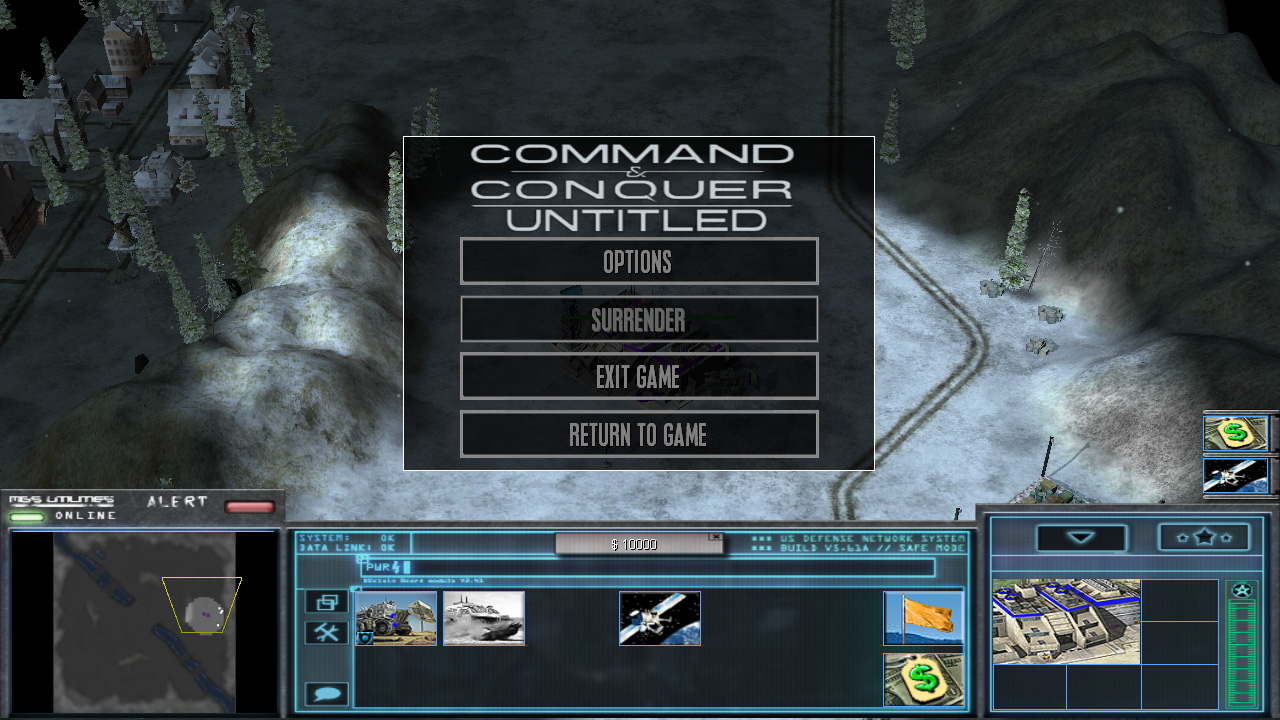 COMMAND
&
CONQUER
UNTITLED
OPTIONS
SURRENDER
EXIT GAME
RETURN TO GAME
ALERT
ONLINE
SYSTEM: OK
DATA LINK: OK
$ 10000
*** US DEFENSE NETWORK SYSTEM
*** BUILD V5.61A // SAFE MODE
PWR